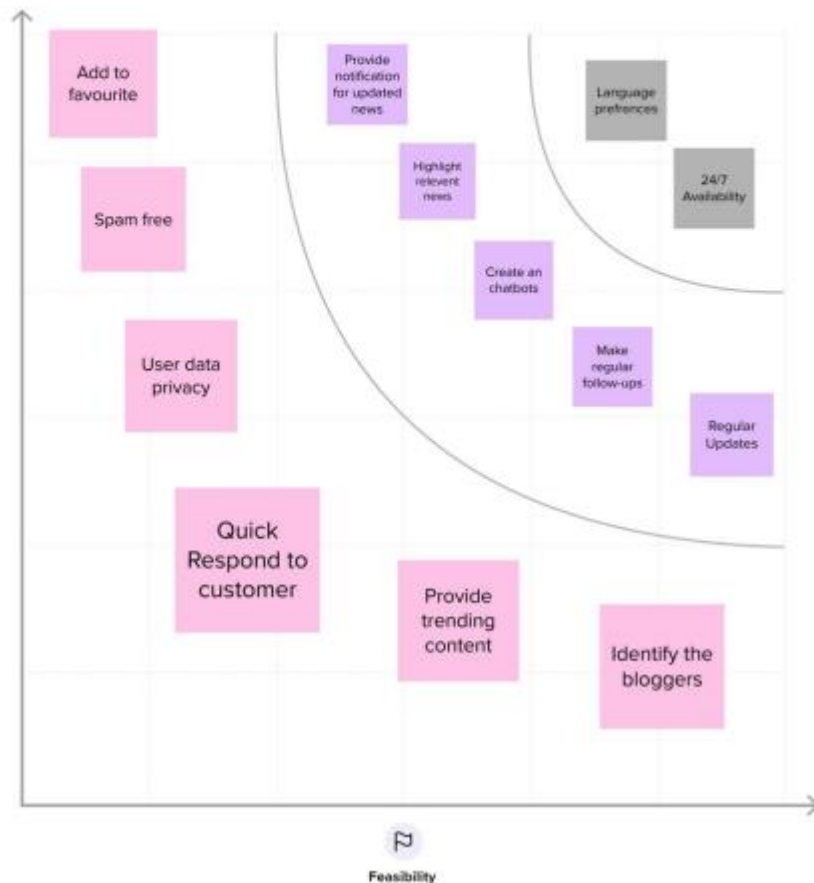 Add to
favourite
Provide
notification
for updated
news
Language
prefrences
Highlight
relevent
news
24/7
Availability
Spam free
Create an
chatbots
User data
privacy
Make
regular
follow-ups
Regular
Updates
Quick
Respond to
customer
Provide
trending
content
Identify the
bloggers
Feasibility